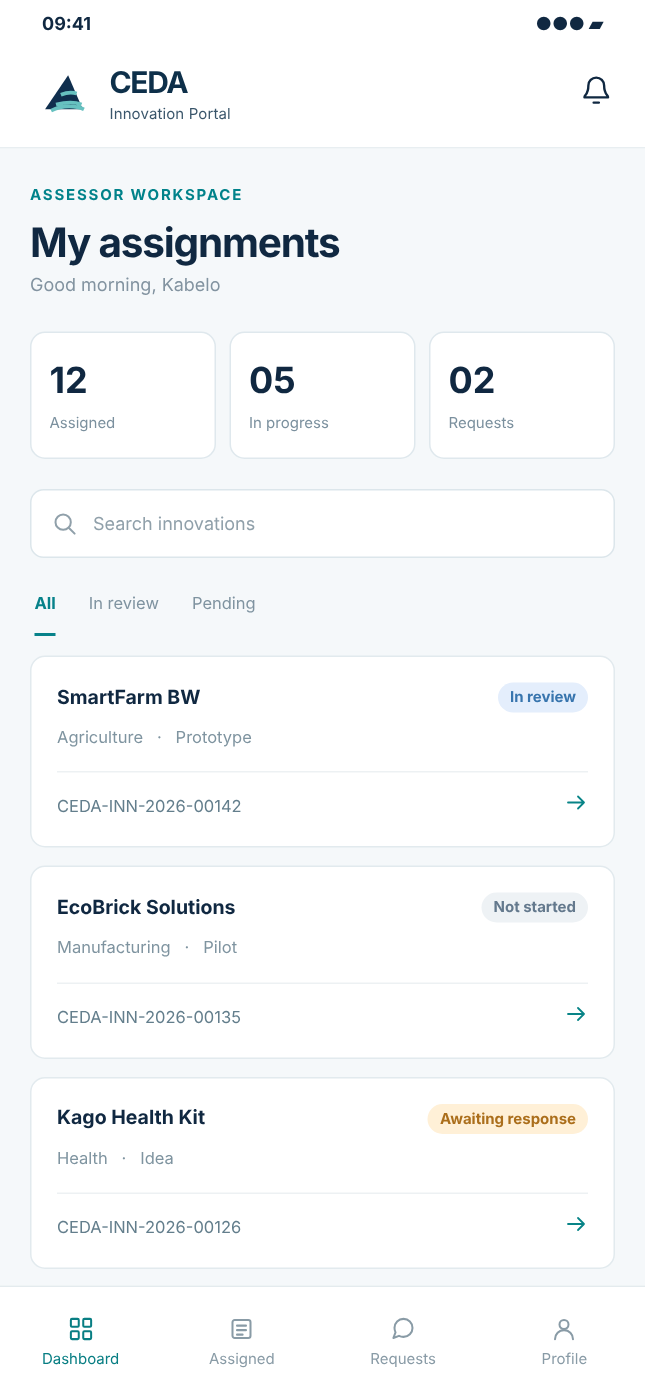 09:41
CEDA
Innovation Portal
ASSESSOR WORKSPACE
My assignments
Good morning, Kabelo
12
Assigned
05
In progress
02
Requests
Search innovations
All In review Pending
SmartFarm BW
In review
Agriculture · Prototype
CEDA-INN-2026-00142
EcoBrick Solutions
Not started
Manufacturing · Pilot
CEDA-INN-2026-00135
Kago Health Kit
Awaiting response
Health · Idea
CEDA-INN-2026-00126
Dashboard Assigned Requests Profile